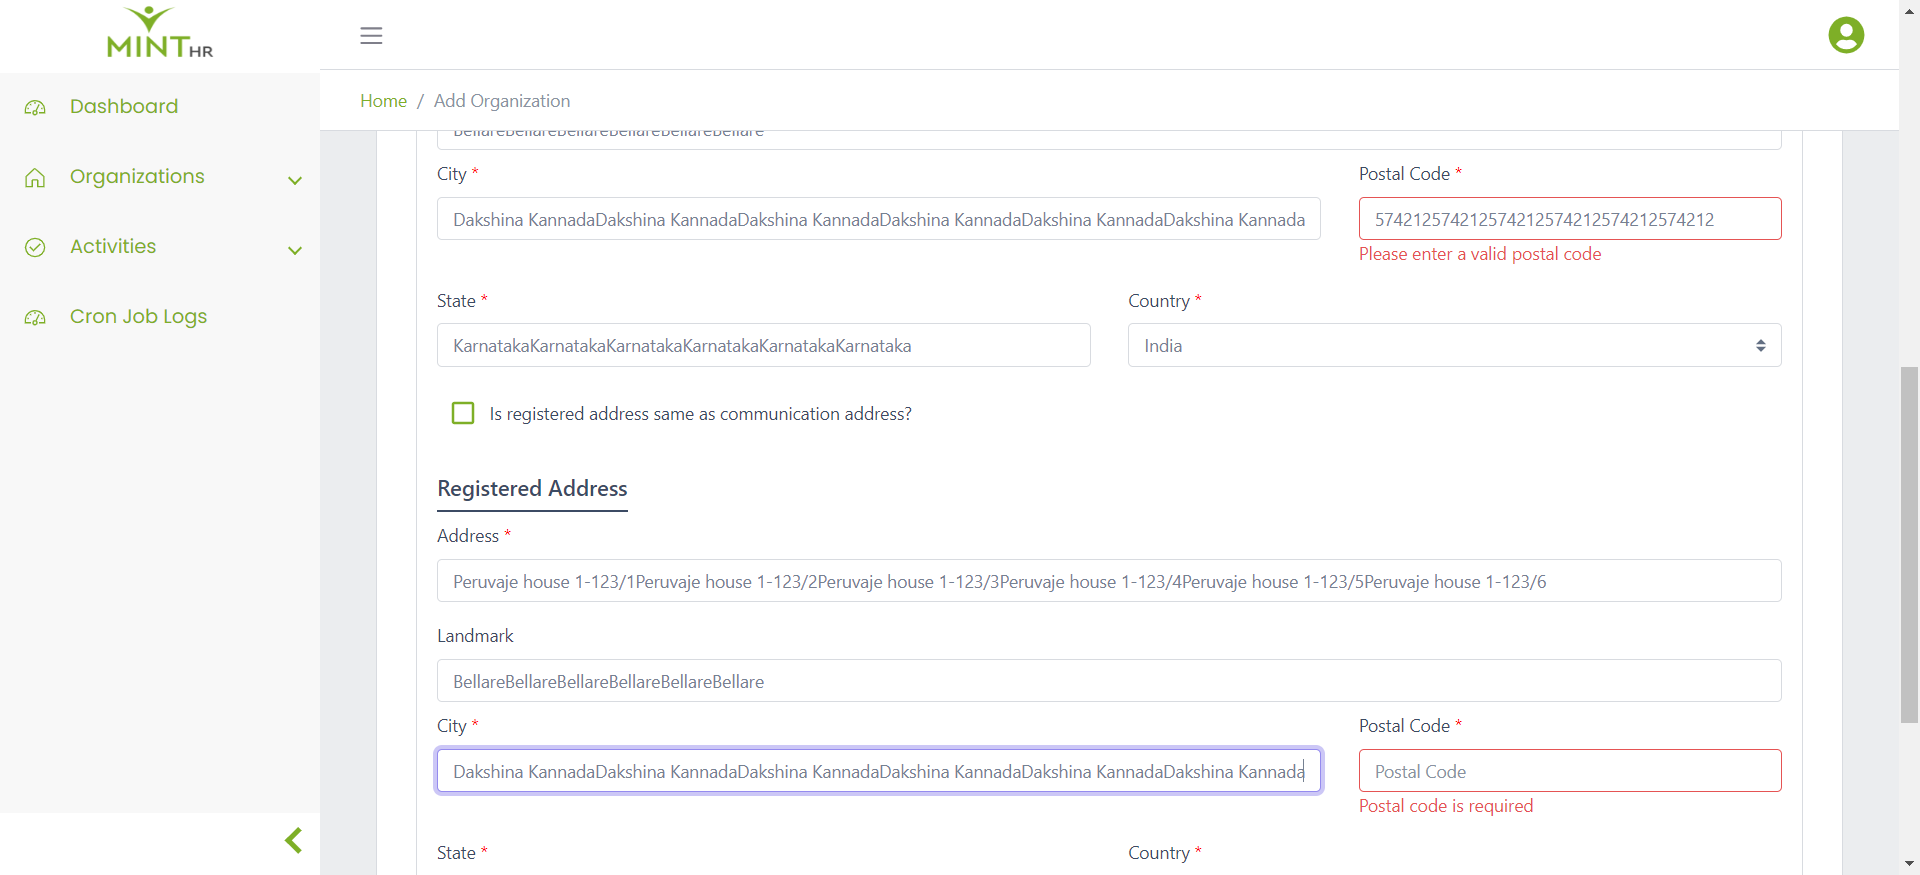 MINT HR
Dashboard
Organizations
Activities
Cron Job Logs
Home / Add Organization
BellareBellareBellareBellareBellareBellare
City *
Postal Code *
Dakshina KannadaDakshina KannadaDakshina KannadaDakshina KannadaDakshina KannadaDakshina Kannada
574212574212574212574212574212574212
Please enter a valid postal code
State *
Country *
KarnatakaKarnatakaKarnatakaKarnatakaKarnatakaKarnataka
India
Is registered address same as communication address?
Registered Address
Address *
Peruvaje house 1-123/1Peruvaje house 1-123/2Peruvaje house 1-123/3Peruvaje house 1-123/4Peruvaje house 1-123/5Peruvaje house 1-123/6
Landmark
BellareBellareBellareBellareBellareBellare
City *
Postal Code *
Dakshina KannadaDakshina KannadaDakshina KannadaDakshina KannadaDakshina KannadaDakshina Kannada
Postal Code
Postal code is required
State *
Country *